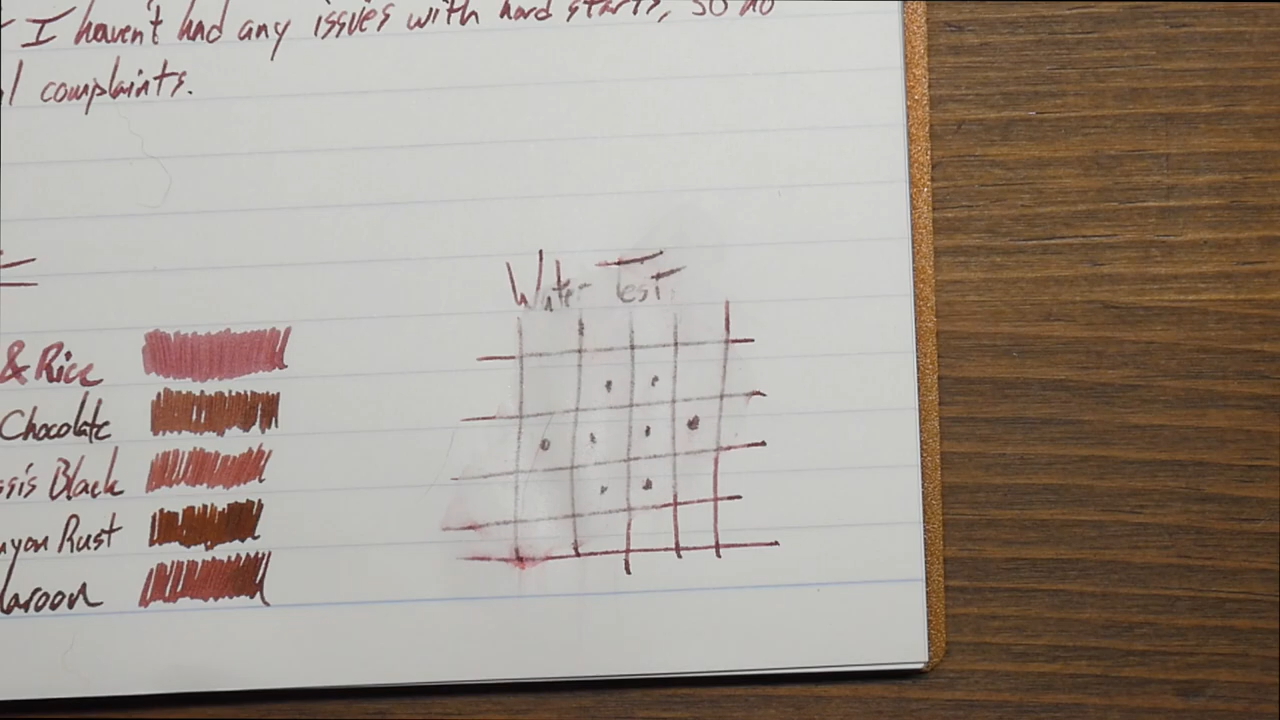 I haven't had any issues with hard starts, so no
complaints.
Water Test
& Rice
Chocolate
Black
Rust